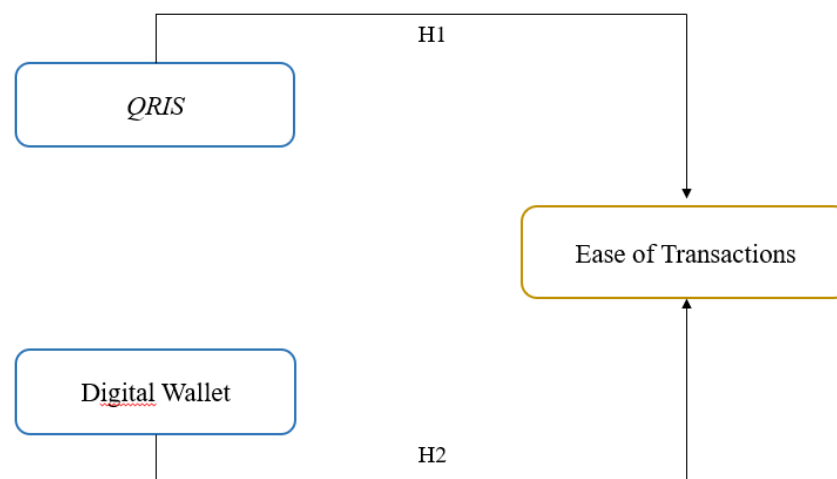 H1
QRIS
Ease of Transactions
Digital Wallet
H2